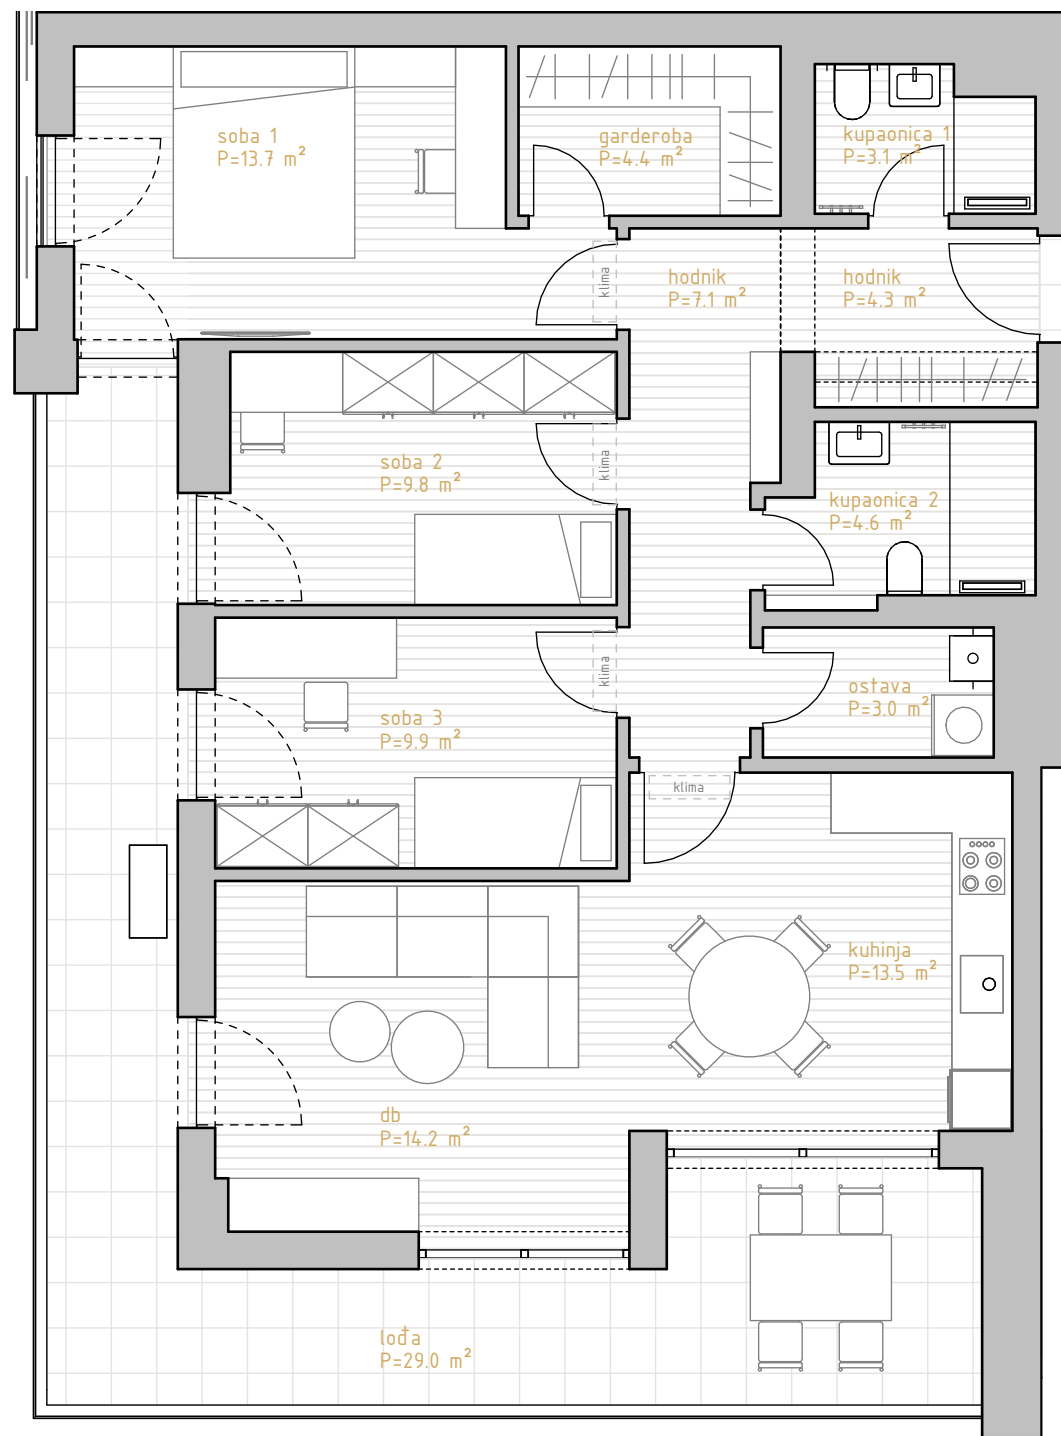 soba 1
P=13.7 m²
garderoba
P=4.4 m²
kupaonica 1
P=3.1 m²
klima
hodnik
P=7.1 m²
hodnik
P=4.3 m²
soba 2
P=9.8 m²
klima
kupaonica 2
P=4.6 m²
soba 3
P=9.9 m²
klima
ostava
P=3.0 m²
klima
kuhinja
P=13.5 m²
db
P=14.2 m²
lođa
P=29.0 m²